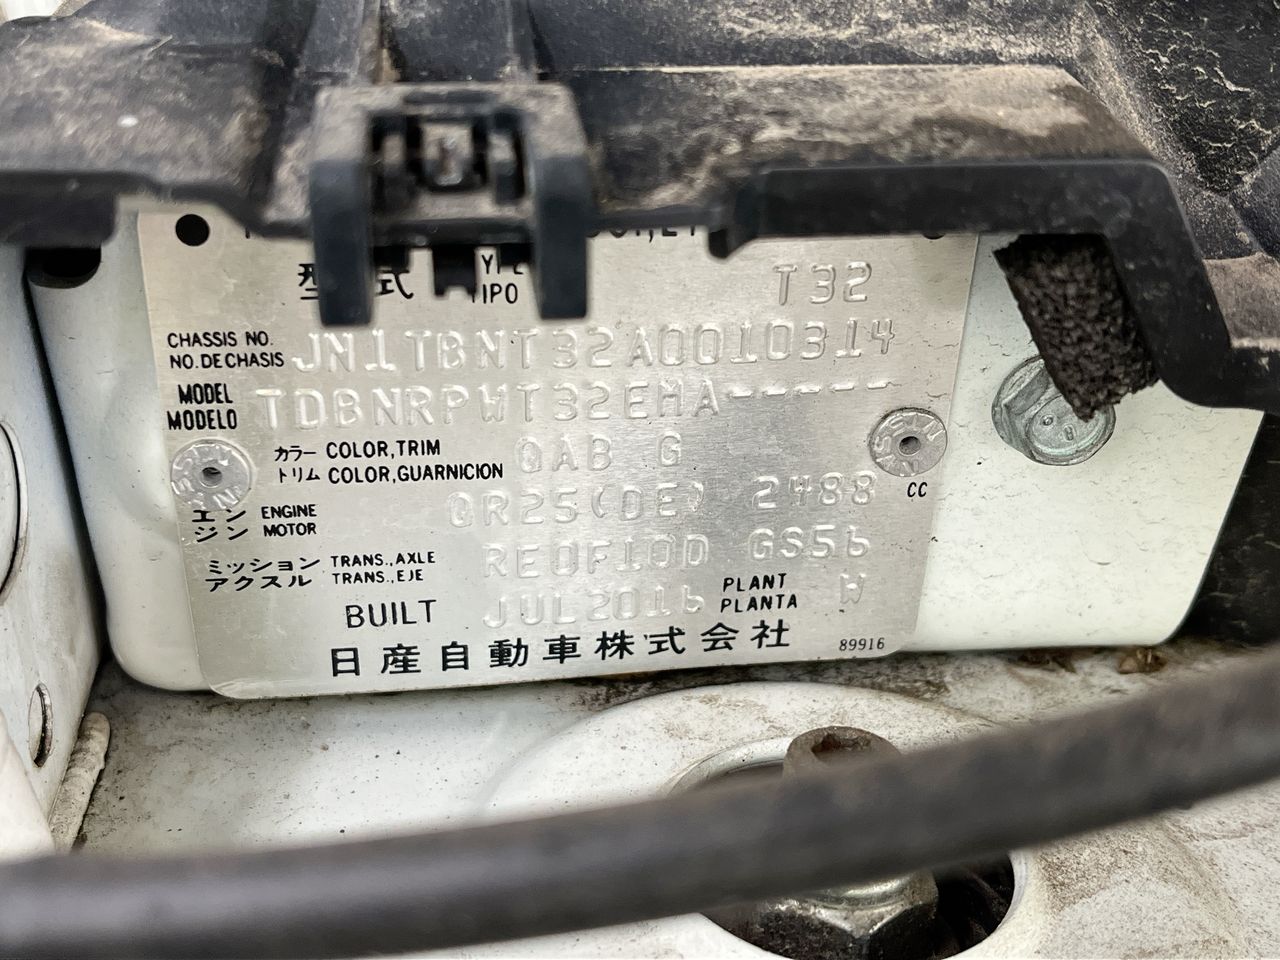 型 式 TIPO T32
CHASSIS NO.
NO. DE CHASIS JN1TBNT32A0010314
MODEL
MODELO TDBNRPWT32EMA-----
カラー COLOR,TRIM
トリム COLOR,GUARNICION QAB G
エン ENGINE
ジン MOTOR QR25(DE) 2488 CC
ミッション TRANS.,AXLE
アクスル TRANS.,EJE RE0F10D GS56
BUILT JUL2016 PLANT
PLANTA W
日産自動車株式会社 89916